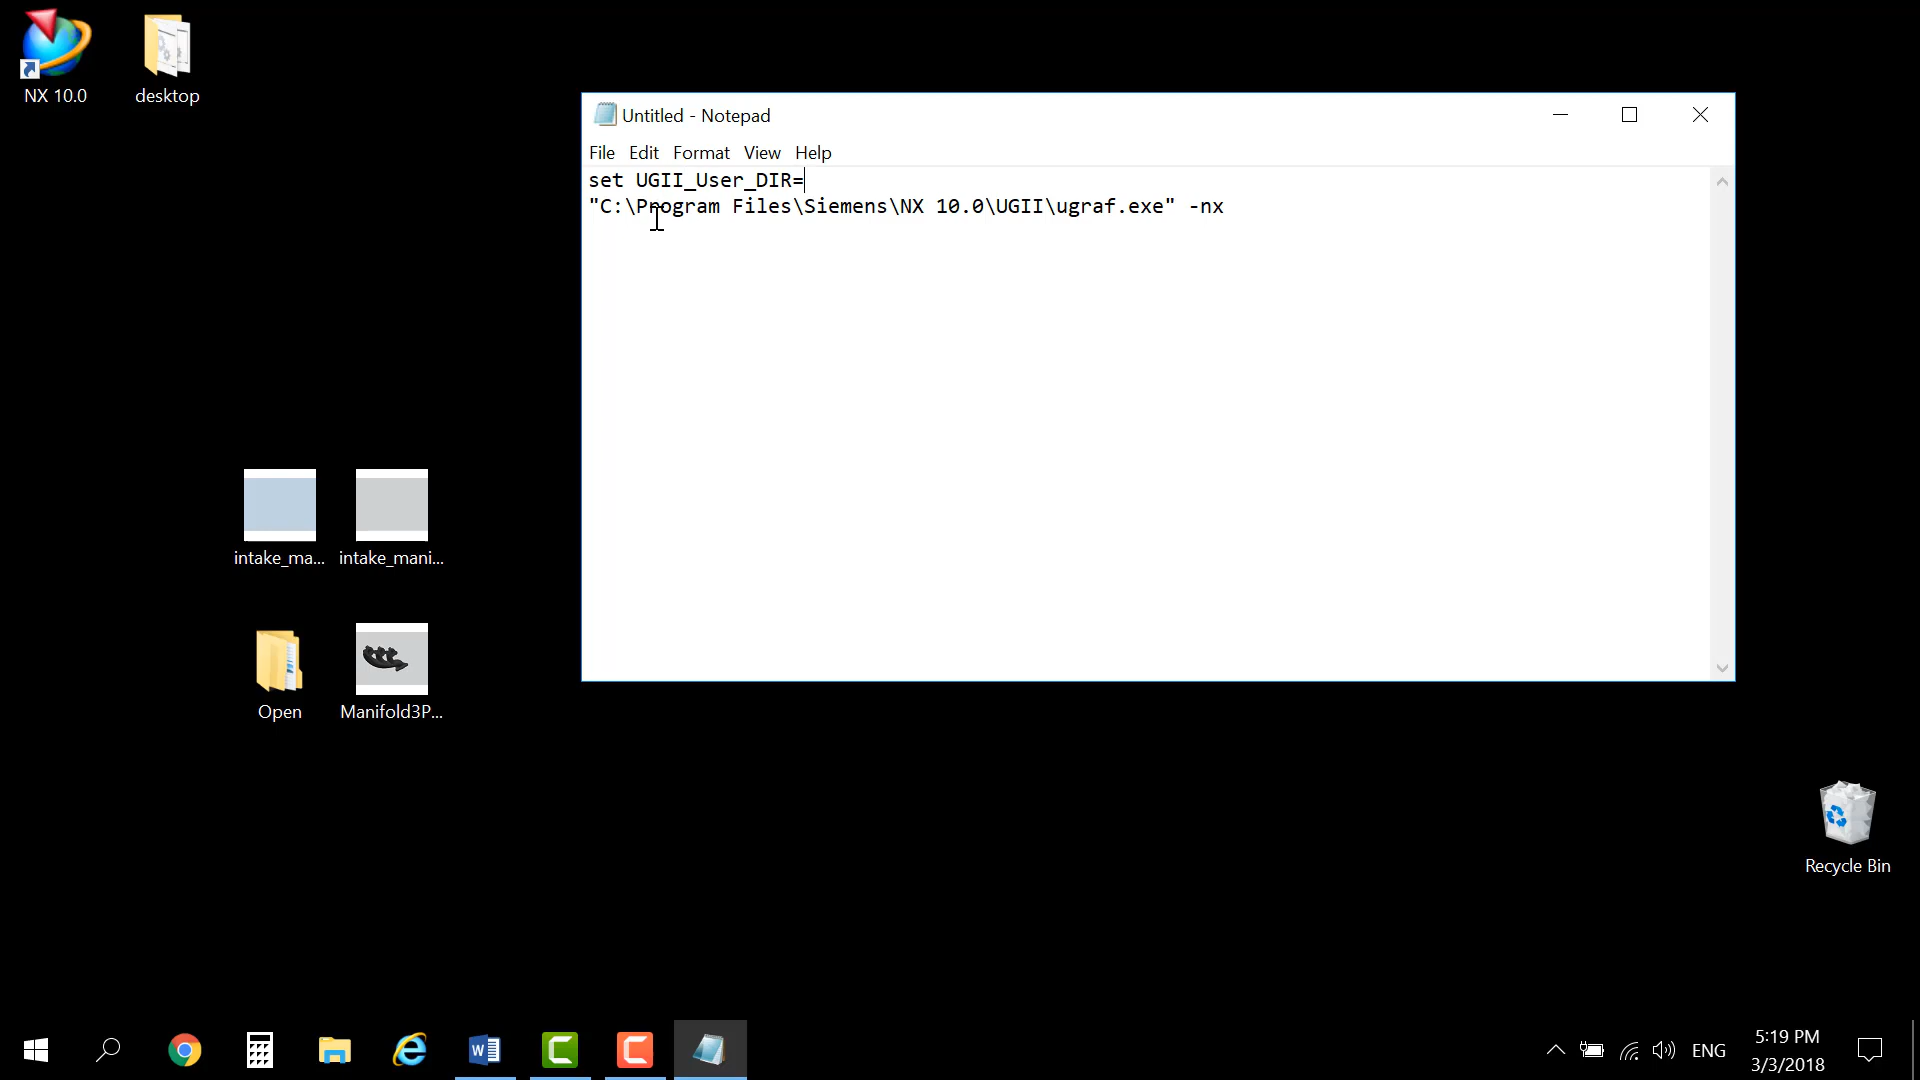 NX 10.0
desktop
Untitled - Notepad
File Edit Format View Help
set UGII_User_DIR=
"C:\Program Files\Siemens\NX 10.0\UGII\ugraf.exe" -nx
intake_ma... intake_mani...
Open Manifold3P...
Recycle Bin
ENG
5:19 PM
3/3/2018